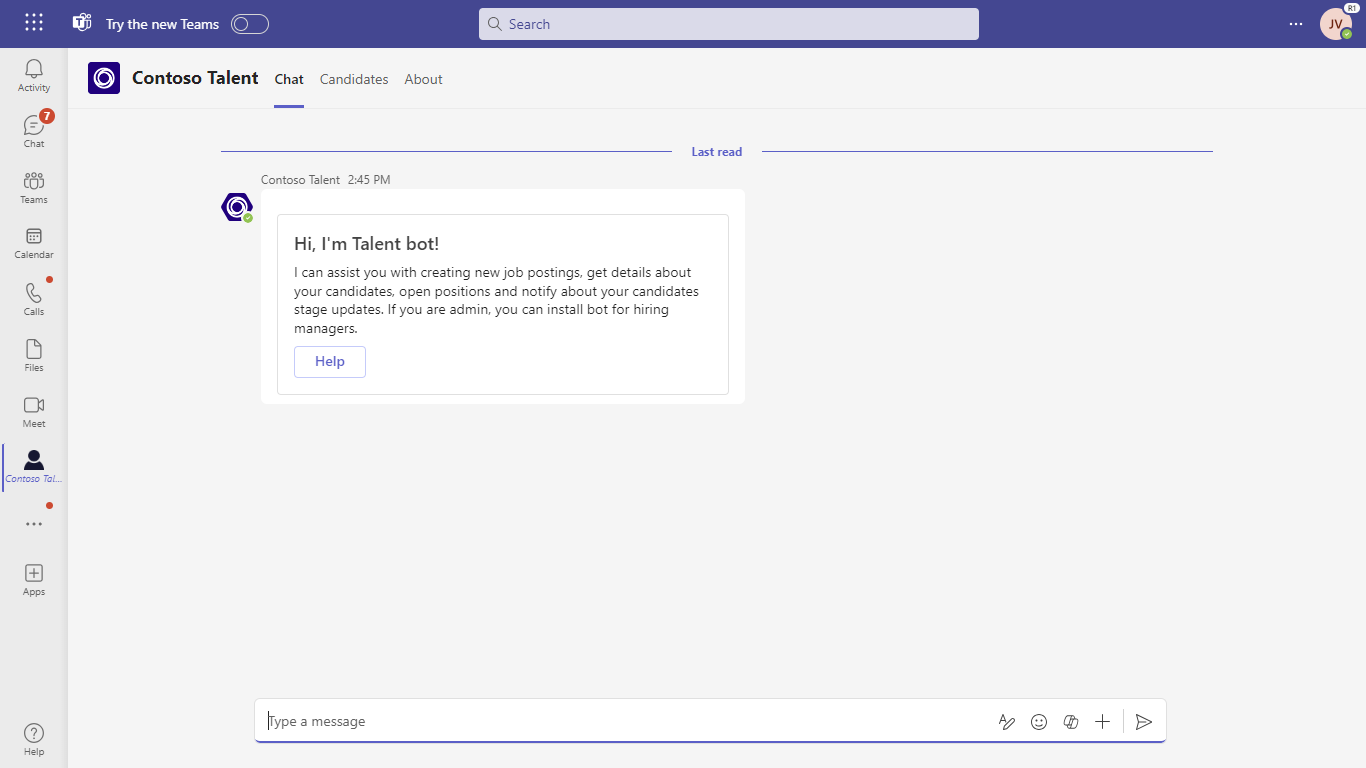 Try the new Teams
Search
JV
R1
Activity
7
Chat
Teams
Calendar
Calls
Files
Meet
Contoso Tal...
Apps
Help
Contoso Talent
Chat
Candidates
About
Last read
Contoso Talent 2:45 PM
Hi, I'm Talent bot!
I can assist you with creating new job postings, get details about
your candidates, open positions and notify about your candidates
stage updates. If you are admin, you can install bot for hiring
managers.
Help
Type a message